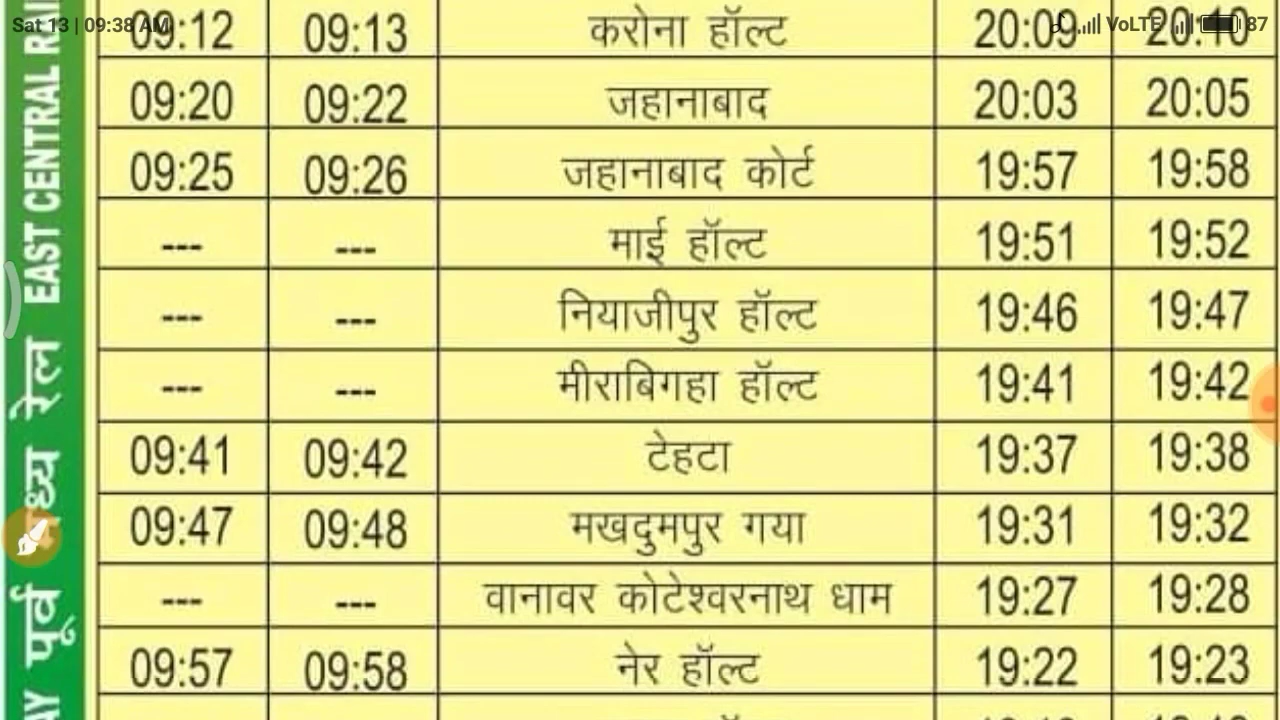 Sat 13 | 09:38 AM VoLTE 87
09:12 09:13 करोना हॉल्ट 20:09 20:10
09:20 09:22 जहानाबाद 20:03 20:05
09:25 09:26 जहानाबाद कोर्ट 19:57 19:58
--- --- माई हॉल्ट 19:51 19:52
--- --- नियाजीपुर हॉल्ट 19:46 19:47
--- --- मीराबिगहा हॉल्ट 19:41 19:42
09:41 09:42 टेहटा 19:37 19:38
09:47 09:48 मखदुमपुर गया 19:31 19:32
--- --- वानावर कोटेश्वरनाथ धाम 19:27 19:28
09:57 09:58 नेर हॉल्ट 19:22 19:23
पूर्व मध्य रेल EAST CENTRAL